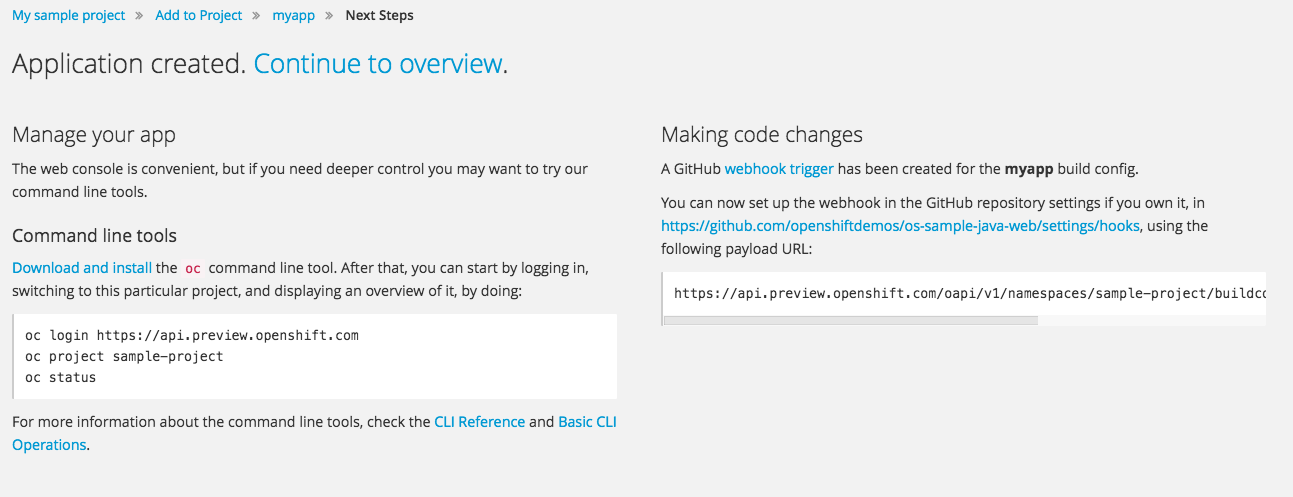 My sample project » Add to Project » myapp » Next Steps
Application created. Continue to overview.
Manage your app
The web console is convenient, but if you need deeper control you may want to try our
command line tools.
Command line tools
Download and install the oc command line tool. After that, you can start by logging in,
switching to this particular project, and displaying an overview of it, by doing:
oc login https://api.preview.openshift.com
oc project sample-project
oc status
For more information about the command line tools, check the CLI Reference and Basic CLI
Operations.
Making code changes
A GitHub webhook trigger has been created for the myapp build config.
You can now set up the webhook in the GitHub repository settings if you own it, in
https://github.com/openshiftdemos/os-sample-java-web/settings/hooks, using the
following payload URL:
https://api.preview.openshift.com/oapi/v1/namespaces/sample-project/buildco